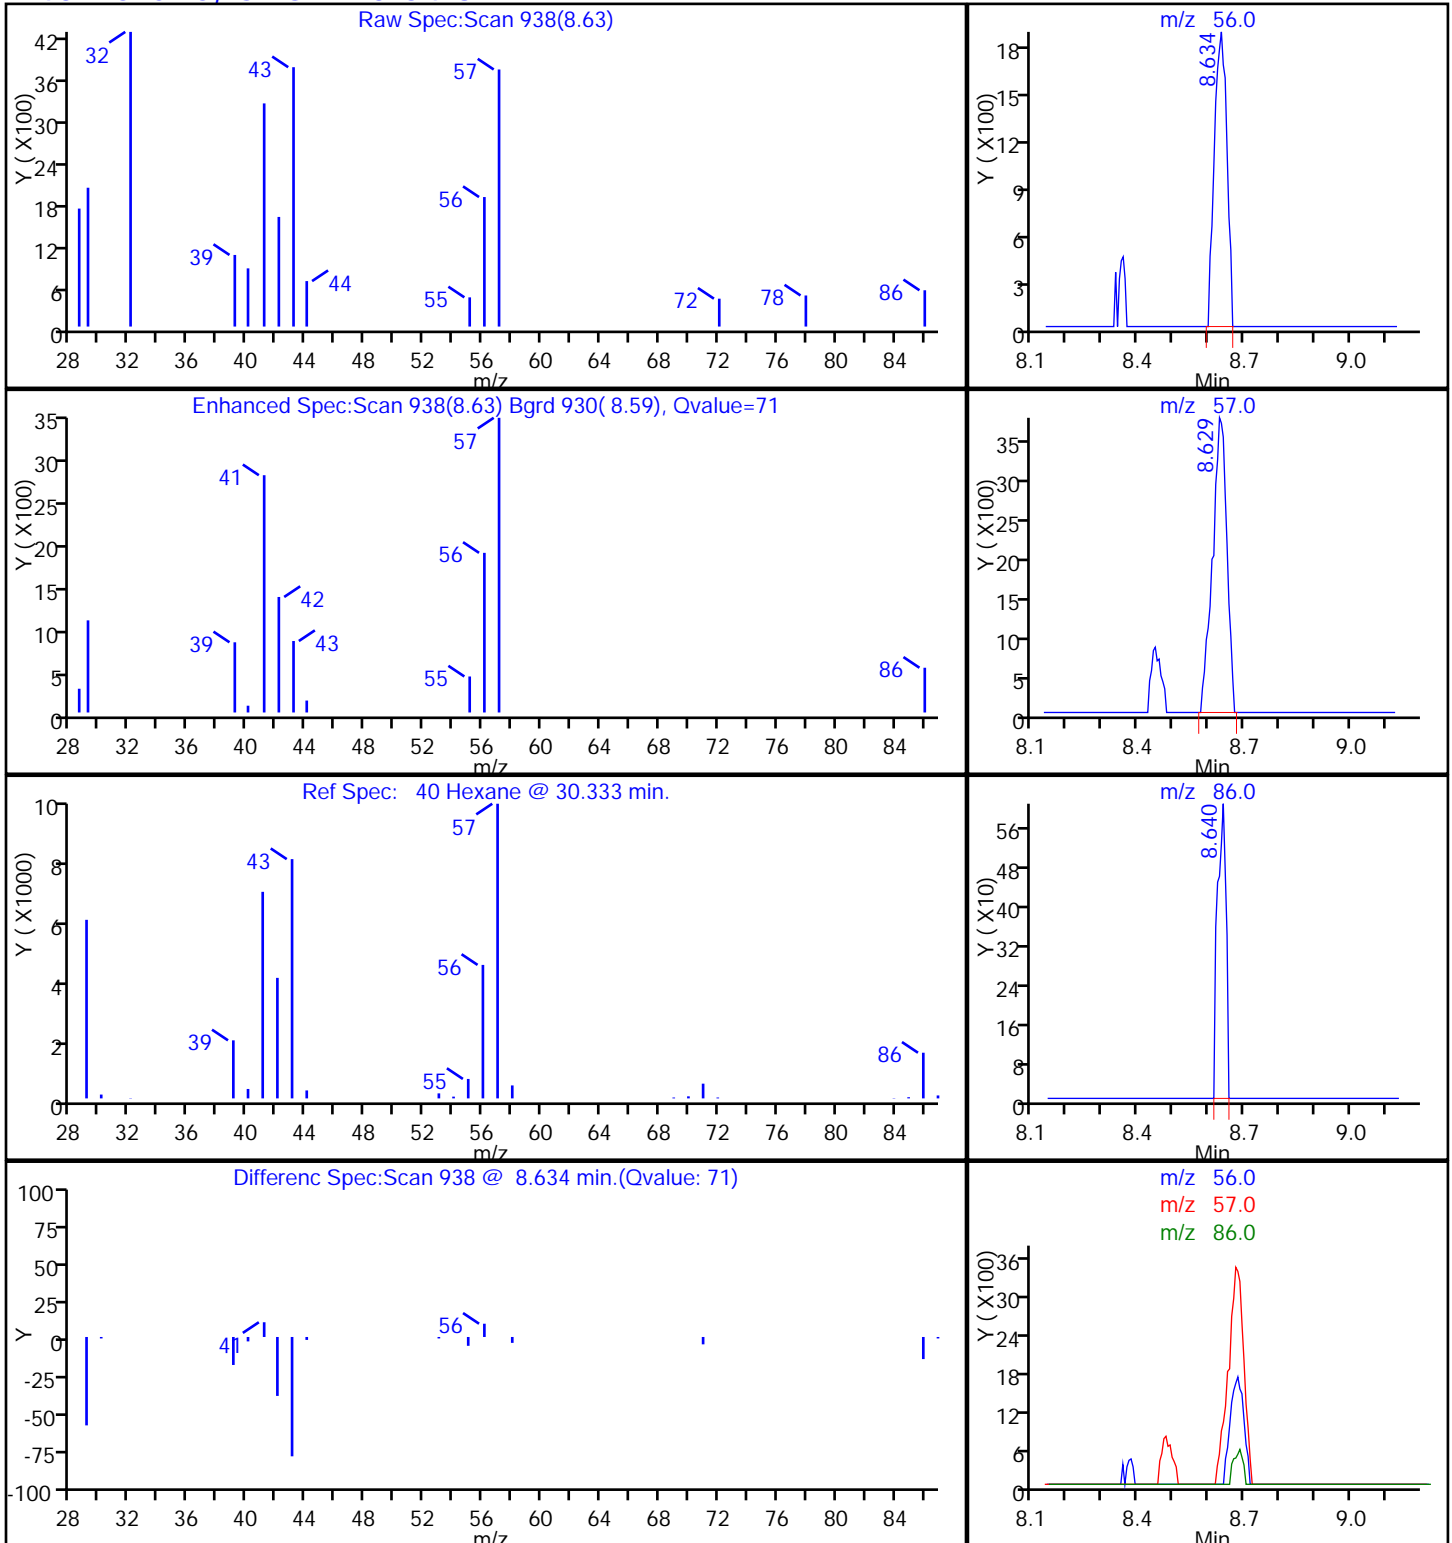 Raw Spec:Scan 938(8.63)
Y ( X100)
42
36
30
24
18
12
6
0
32
39
43
44
55
56
57
72
78
86
28 32 36 40 44 48 52 56 60 64 68 72 76 80 84
m/z
m/z 56.0
Y ( X100)
18
15
12
9
6
3
0
8.634
8.1 8.4 8.7 9.0
Min
Enhanced Spec:Scan 938(8.63) Bgrd 930( 8.59), Qvalue=71
Y ( X100)
35
30
25
20
15
10
5
0
39
41
42
43
55
56
57
86
28 32 36 40 44 48 52 56 60 64 68 72 76 80 84
m/z
m/z 57.0
Y ( X100)
35
30
25
20
15
10
5
0
8.629
8.1 8.4 8.7 9.0
Min
Ref Spec: 40 Hexane @ 30.333 min.
Y ( X1000)
10
8
6
4
2
0
39
43
55
56
57
86
28 32 36 40 44 48 52 56 60 64 68 72 76 80 84
m/z
m/z 86.0
Y ( X10)
56
48
40
32
24
16
8
0
8.640
8.1 8.4 8.7 9.0
Min
Differenc Spec:Scan 938 @ 8.634 min.(Qvalue: 71)
Y
100
75
50
25
0
-25
-50
-75
-100
41
56
28 32 36 40 44 48 52 56 60 64 68 72 76 80 84
m/z
m/z 56.0
m/z 57.0
m/z 86.0
Y ( X100)
36
30
24
18
12
6
0
8.1 8.4 8.7 9.0
Min